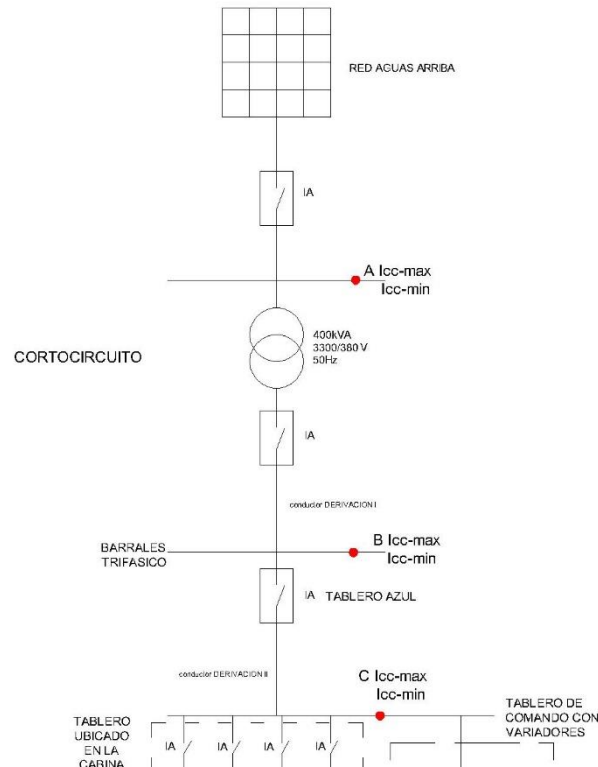 RED AGUAS ARRIBA
IA
A Icc-max
Icc-min
400kVA
3300/380 V
50Hz
CORTOCIRCUITO
IA
conductor DERIVACION I
BARRALES
TRIFASICO
B Icc-max
Icc-min
IA
TABLERO AZUL
conductor DERIVACION II
C Icc-max
Icc-min
TABLERO
UBICADO
EN LA
CABINA
IA
IA
IA
IA
TABLERO DE
COMANDO CON
VARIADORES